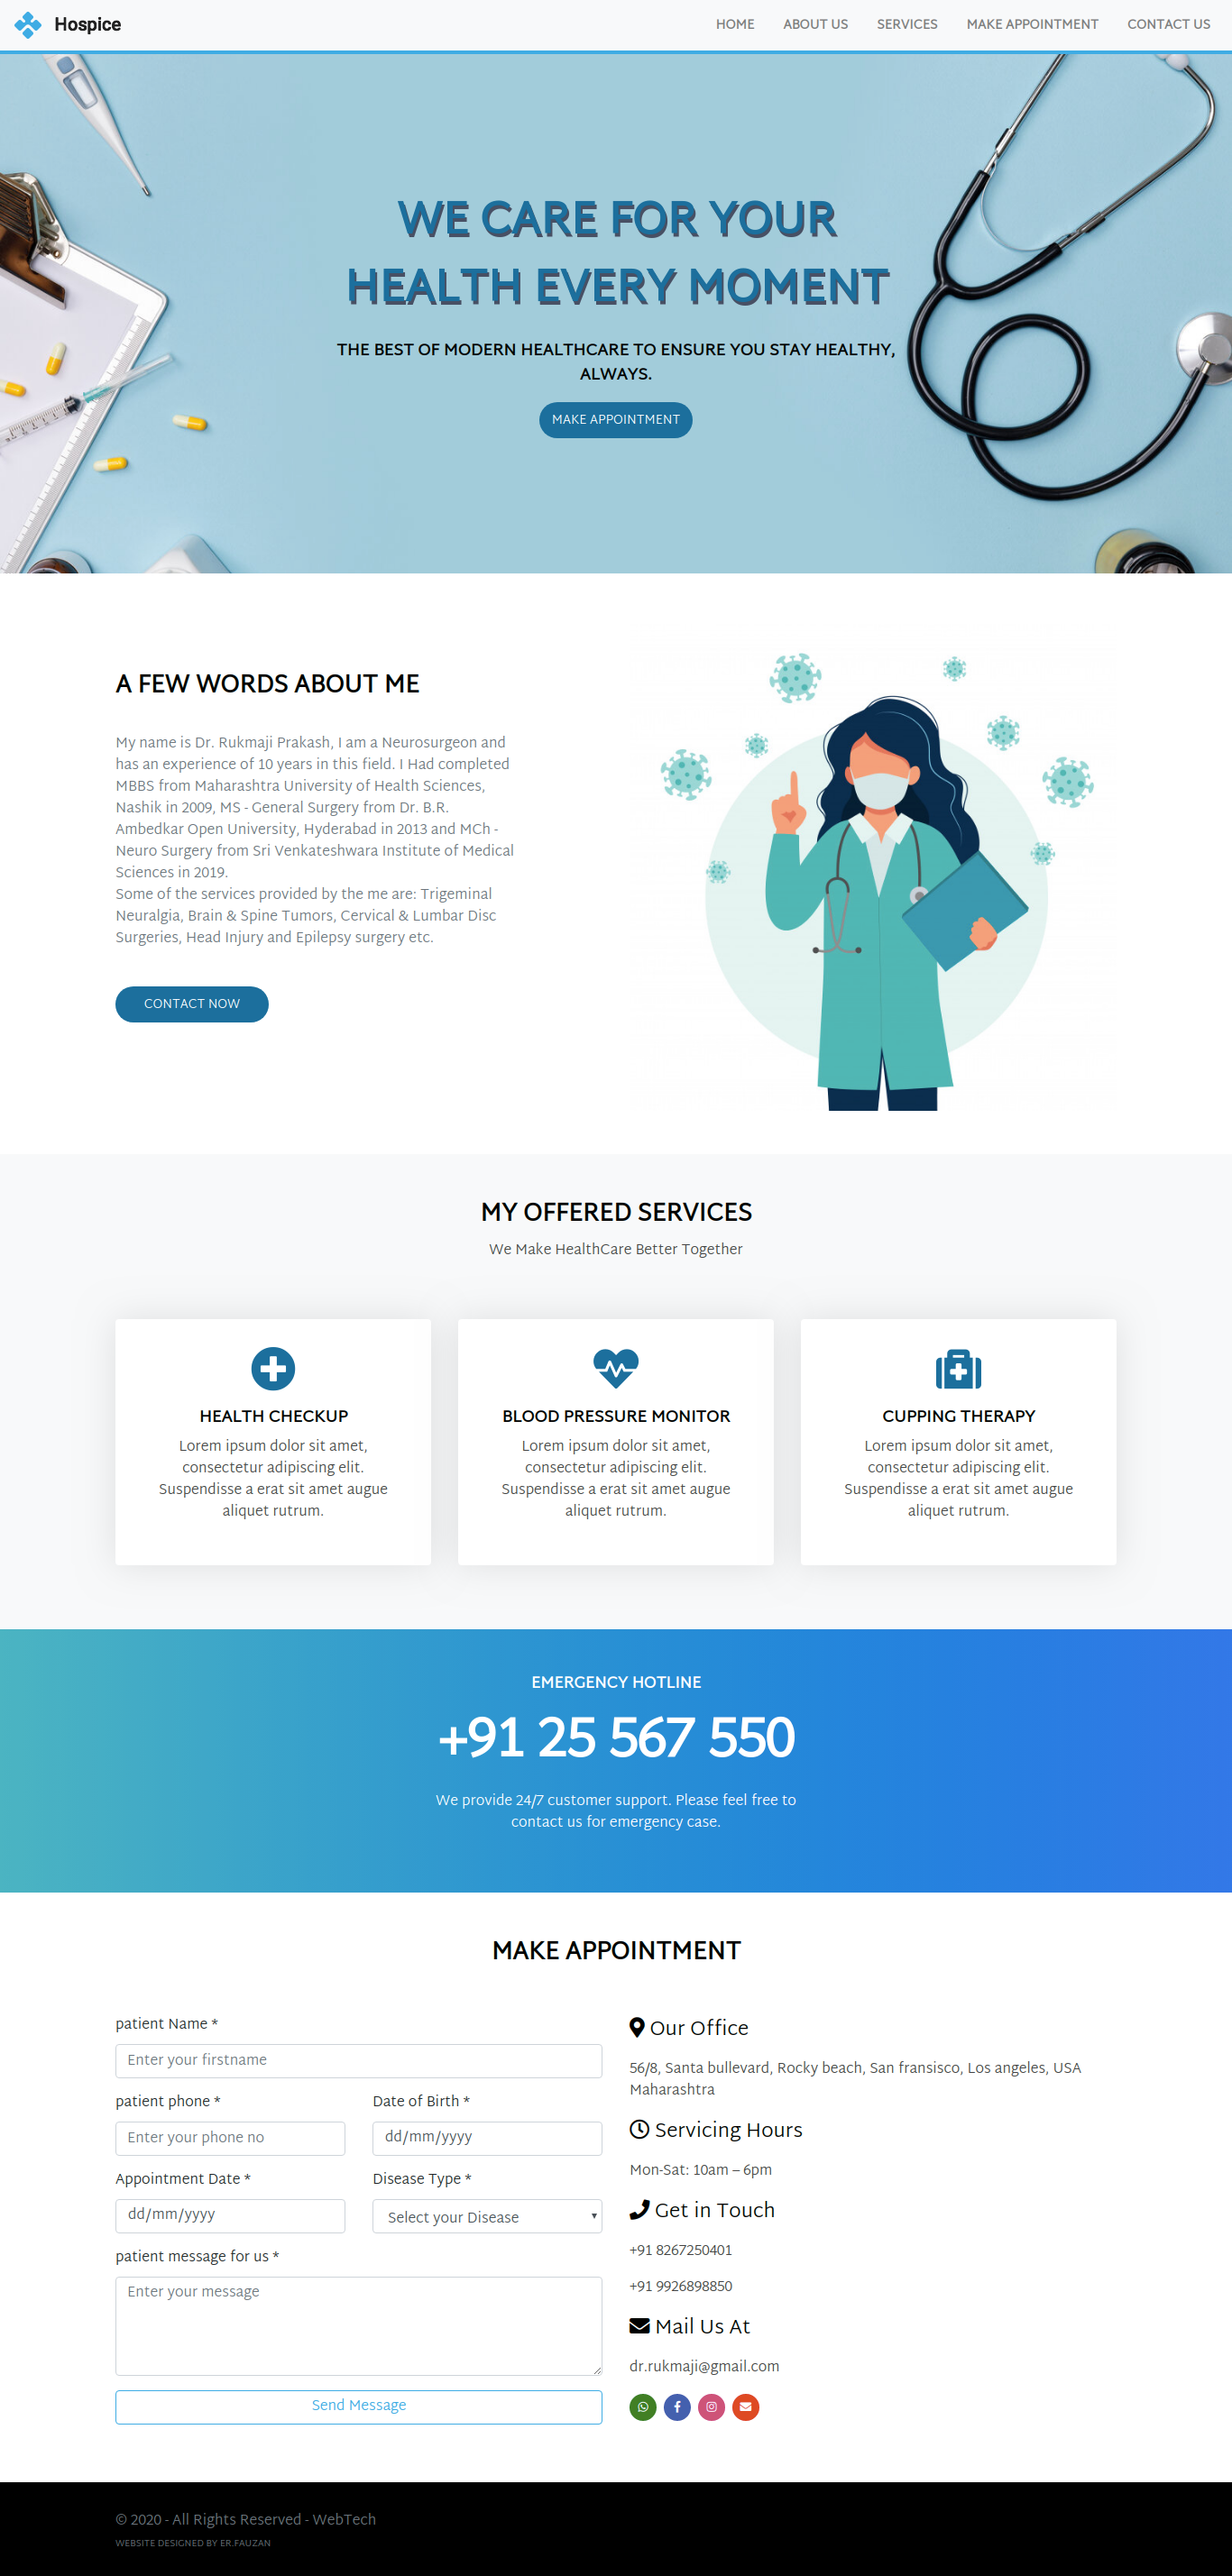 Hospice
HOME ABOUT US SERVICES MAKE APPOINTMENT CONTACT US
WE CARE FOR YOUR
HEALTH EVERY MOMENT
THE BEST OF MODERN HEALTHCARE TO ENSURE YOU STAY HEALTHY,
ALWAYS.
MAKE APPOINTMENT
A FEW WORDS ABOUT ME
My name is Dr. Rukmaji Prakash, I am a Neurosurgeon and
has an experience of 10 years in this field. I Had completed
MBBS from Maharashtra University of Health Sciences,
Nashik in 2009, MS - General Surgery from Dr. B.R.
Ambedkar Open University, Hyderabad in 2013 and MCh -
Neuro Surgery from Sri Venkateshwara Institute of Medical
Sciences in 2019.
Some of the services provided by the me are: Trigeminal
Neuralgia, Brain & Spine Tumors, Cervical & Lumbar Disc
Surgeries, Head Injury and Epilepsy surgery etc.
CONTACT NOW
MY OFFERED SERVICES
We Make HealthCare Better Together
HEALTH CHECKUP
Lorem ipsum dolor sit amet,
consectetur adipiscing elit.
Suspendisse a erat sit amet augue
aliquet rutrum.
BLOOD PRESSURE MONITOR
Lorem ipsum dolor sit amet,
consectetur adipiscing elit.
Suspendisse a erat sit amet augue
aliquet rutrum.
CUPPING THERAPY
Lorem ipsum dolor sit amet,
consectetur adipiscing elit.
Suspendisse a erat sit amet augue
aliquet rutrum.
EMERGENCY HOTLINE
+91 25 567 550
We provide 24/7 customer support. Please feel free to
contact us for emergency case.
MAKE APPOINTMENT
patient Name *
Enter your firstname
patient phone *
Enter your phone no
Date of Birth *
dd/mm/yyyy
Appointment Date *
dd/mm/yyyy
Disease Type *
Select your Disease
patient message for us *
Enter your message
Send Message
Our Office
56/8, Santa bullevard, Rocky beach, San fransisco, Los angeles, USA
Maharashtra
Servicing Hours
Mon-Sat: 10am – 6pm
Get in Touch
+91 8267250401
+91 9926898850
Mail Us At
dr.rukmaji@gmail.com
© 2020 - All Rights Reserved - WebTech
WEBSITE DESIGNED BY ER.FAUZAN